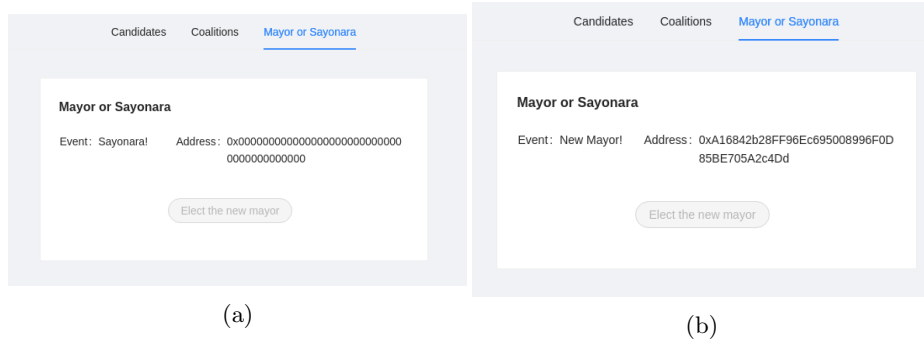 Candidates Coalitions Mayor or Sayonara
Mayor or Sayonara
Event: Sayonara! Address: 0x0000000000000000000000000000
0000000000000
Elect the new mayor
(a)
Candidates Coalitions Mayor or Sayonara
Mayor or Sayonara
Event: New Mayor! Address: 0xA16842b28FF96Ec695008996F0D
85BE705A2c4Dd
Elect the new mayor
(b)